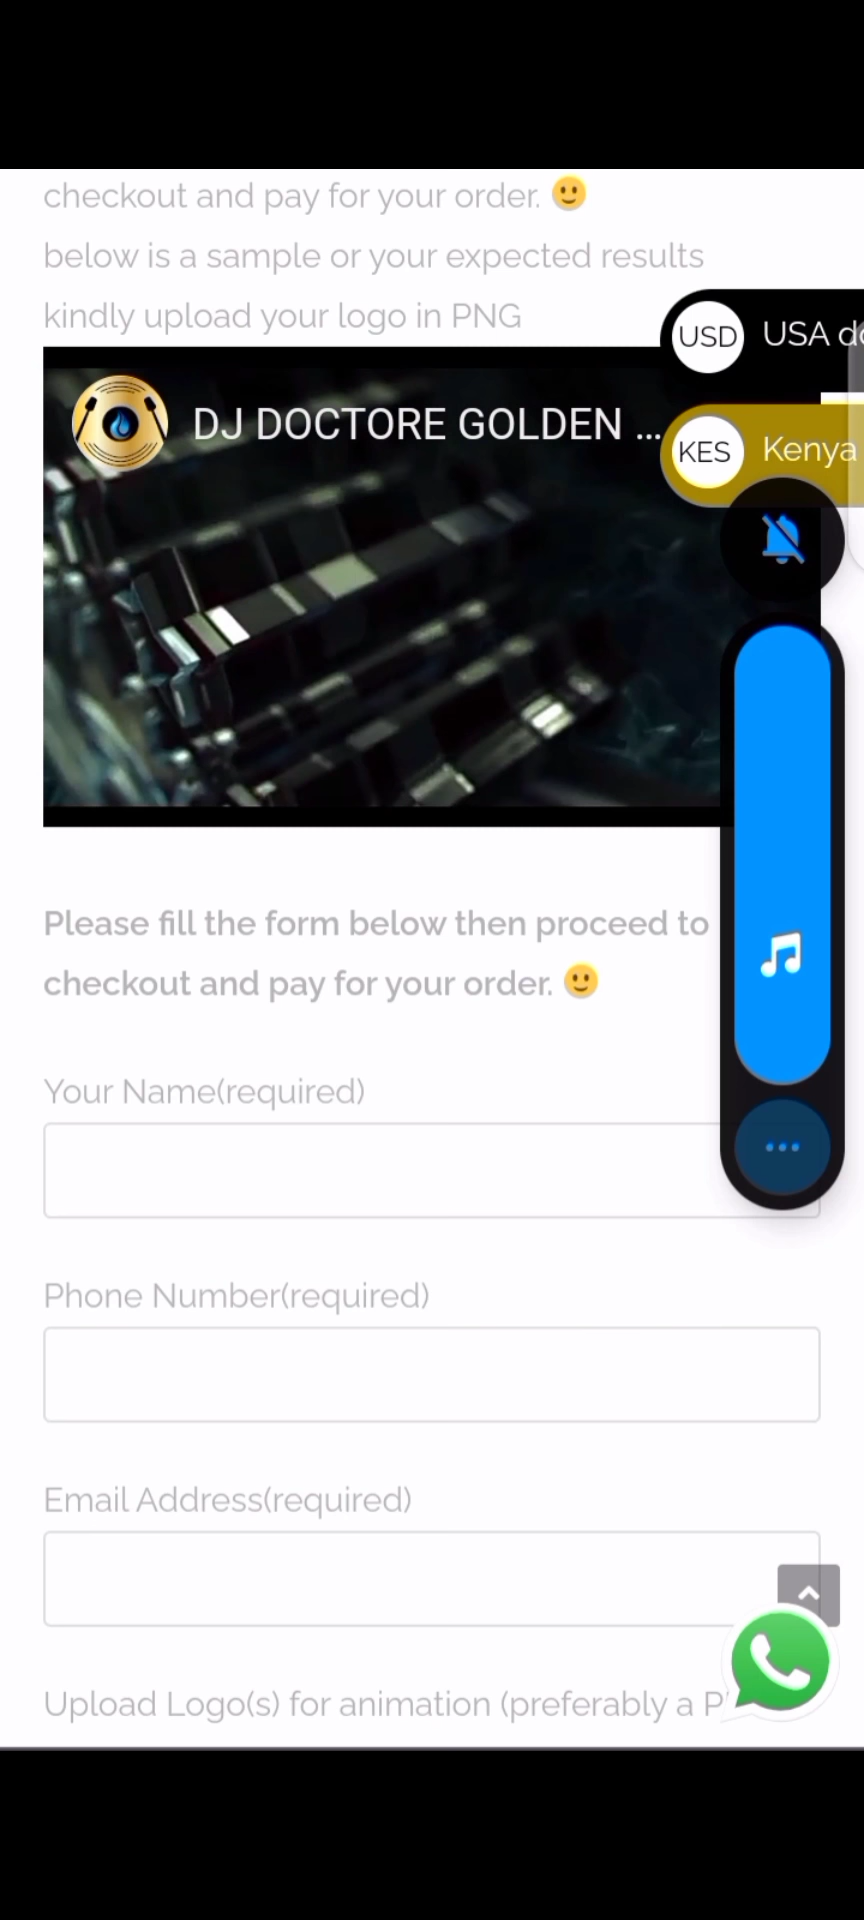 checkout and pay for your order. 🙂
below is a sample or your expected results
kindly upload your logo in PNG
USD USA
DJ DOCTORE GOLDEN ...
KES Kenya
Please fill the form below then proceed to
checkout and pay for your order. 🙂
Your Name(required)
Phone Number(required)
Email Address(required)
Upload Logo(s) for animation (preferably a